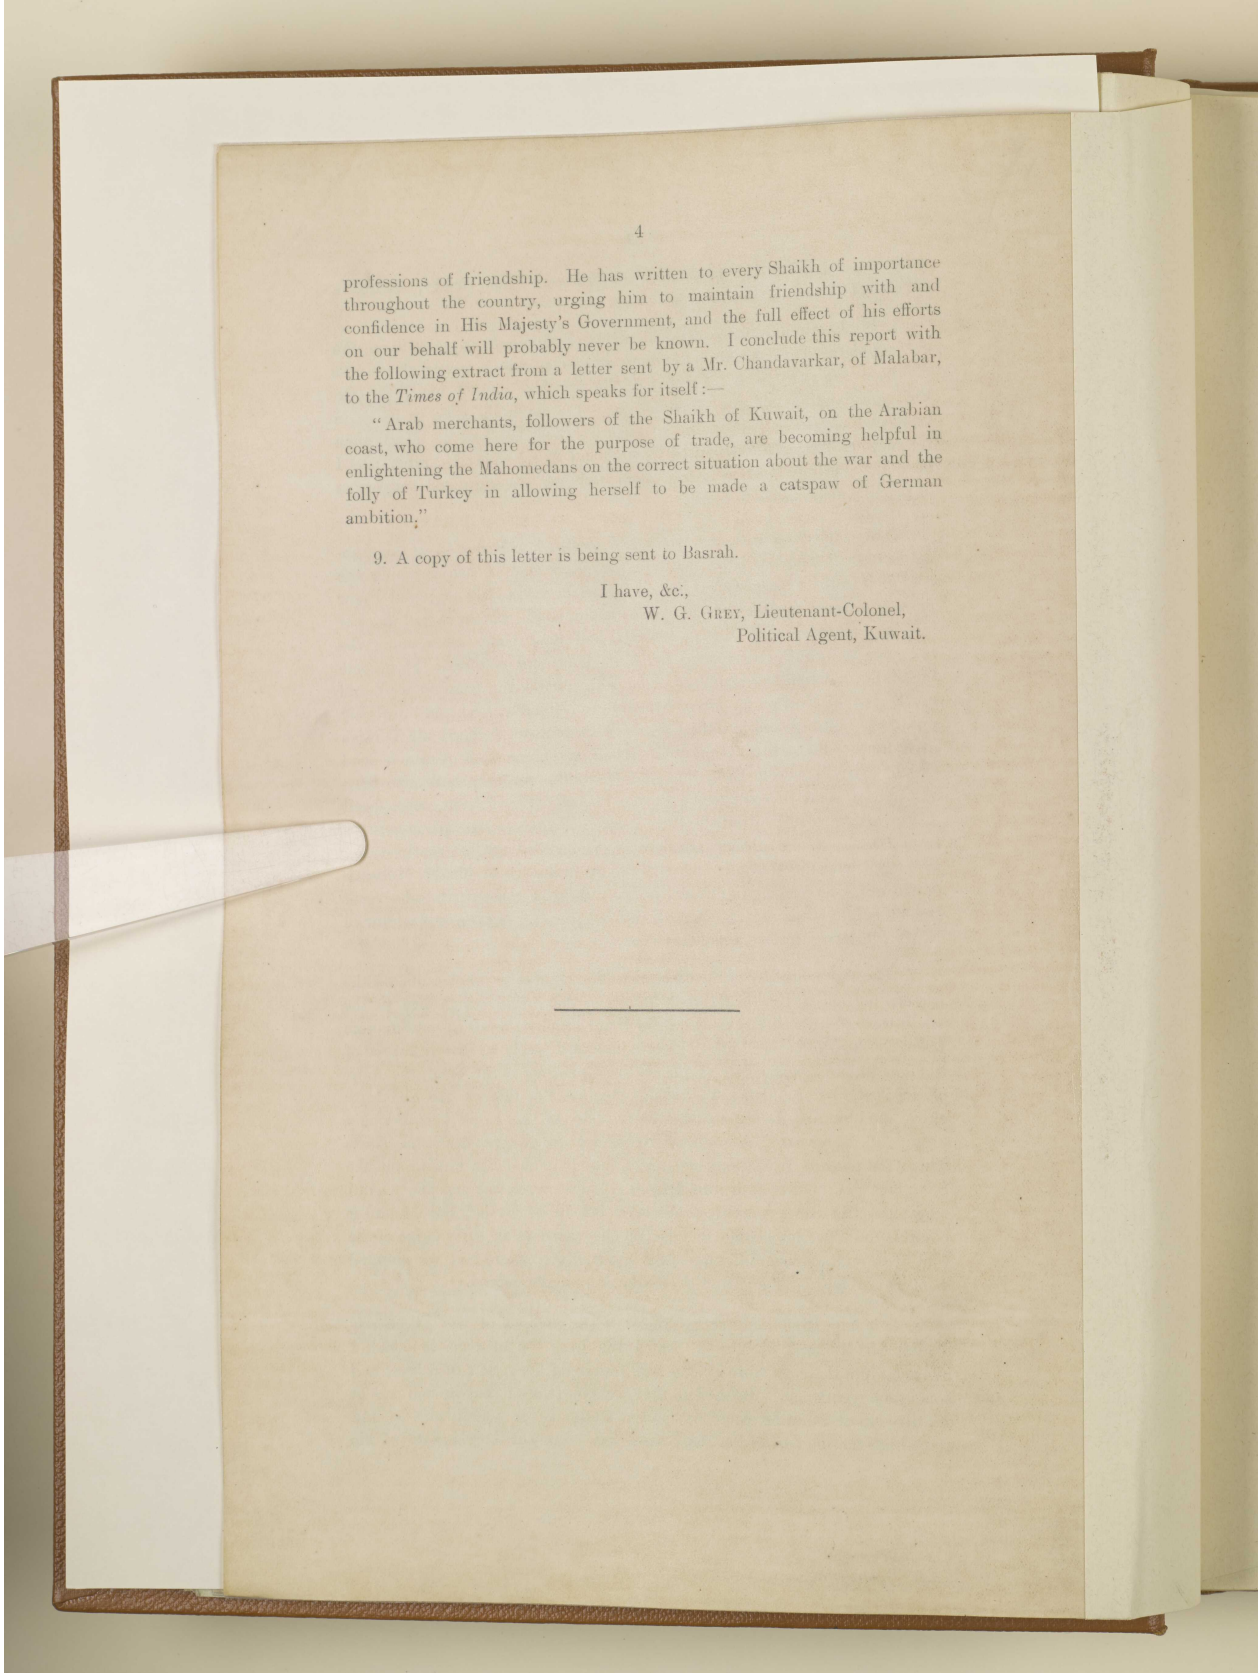 4
professions of friendship. He has written to every Shaikh of importance
throughout the country, urging him to maintain friendship with and
confidence in His Majesty's Government, and the full effect of his efforts
on our behalf will probably never be known. I conclude this report with
the following extract from a letter sent by a Mr. Chandavarkar, of Malabar,
to the Times of India, which speaks for itself:—
"Arab merchants, followers of the Shaikh of Kuwait, on the Arabian
coast, who come here for the purpose of trade, are becoming helpful in
enlightening the Mahomedans on the correct situation about the war and the
folly of Turkey in allowing herself to be made a catspaw of German
ambition."
9. A copy of this letter is being sent to Basrah.
I have, &c.,
W. G. GREY, Lieutenant-Colonel,
Political Agent, Kuwait.